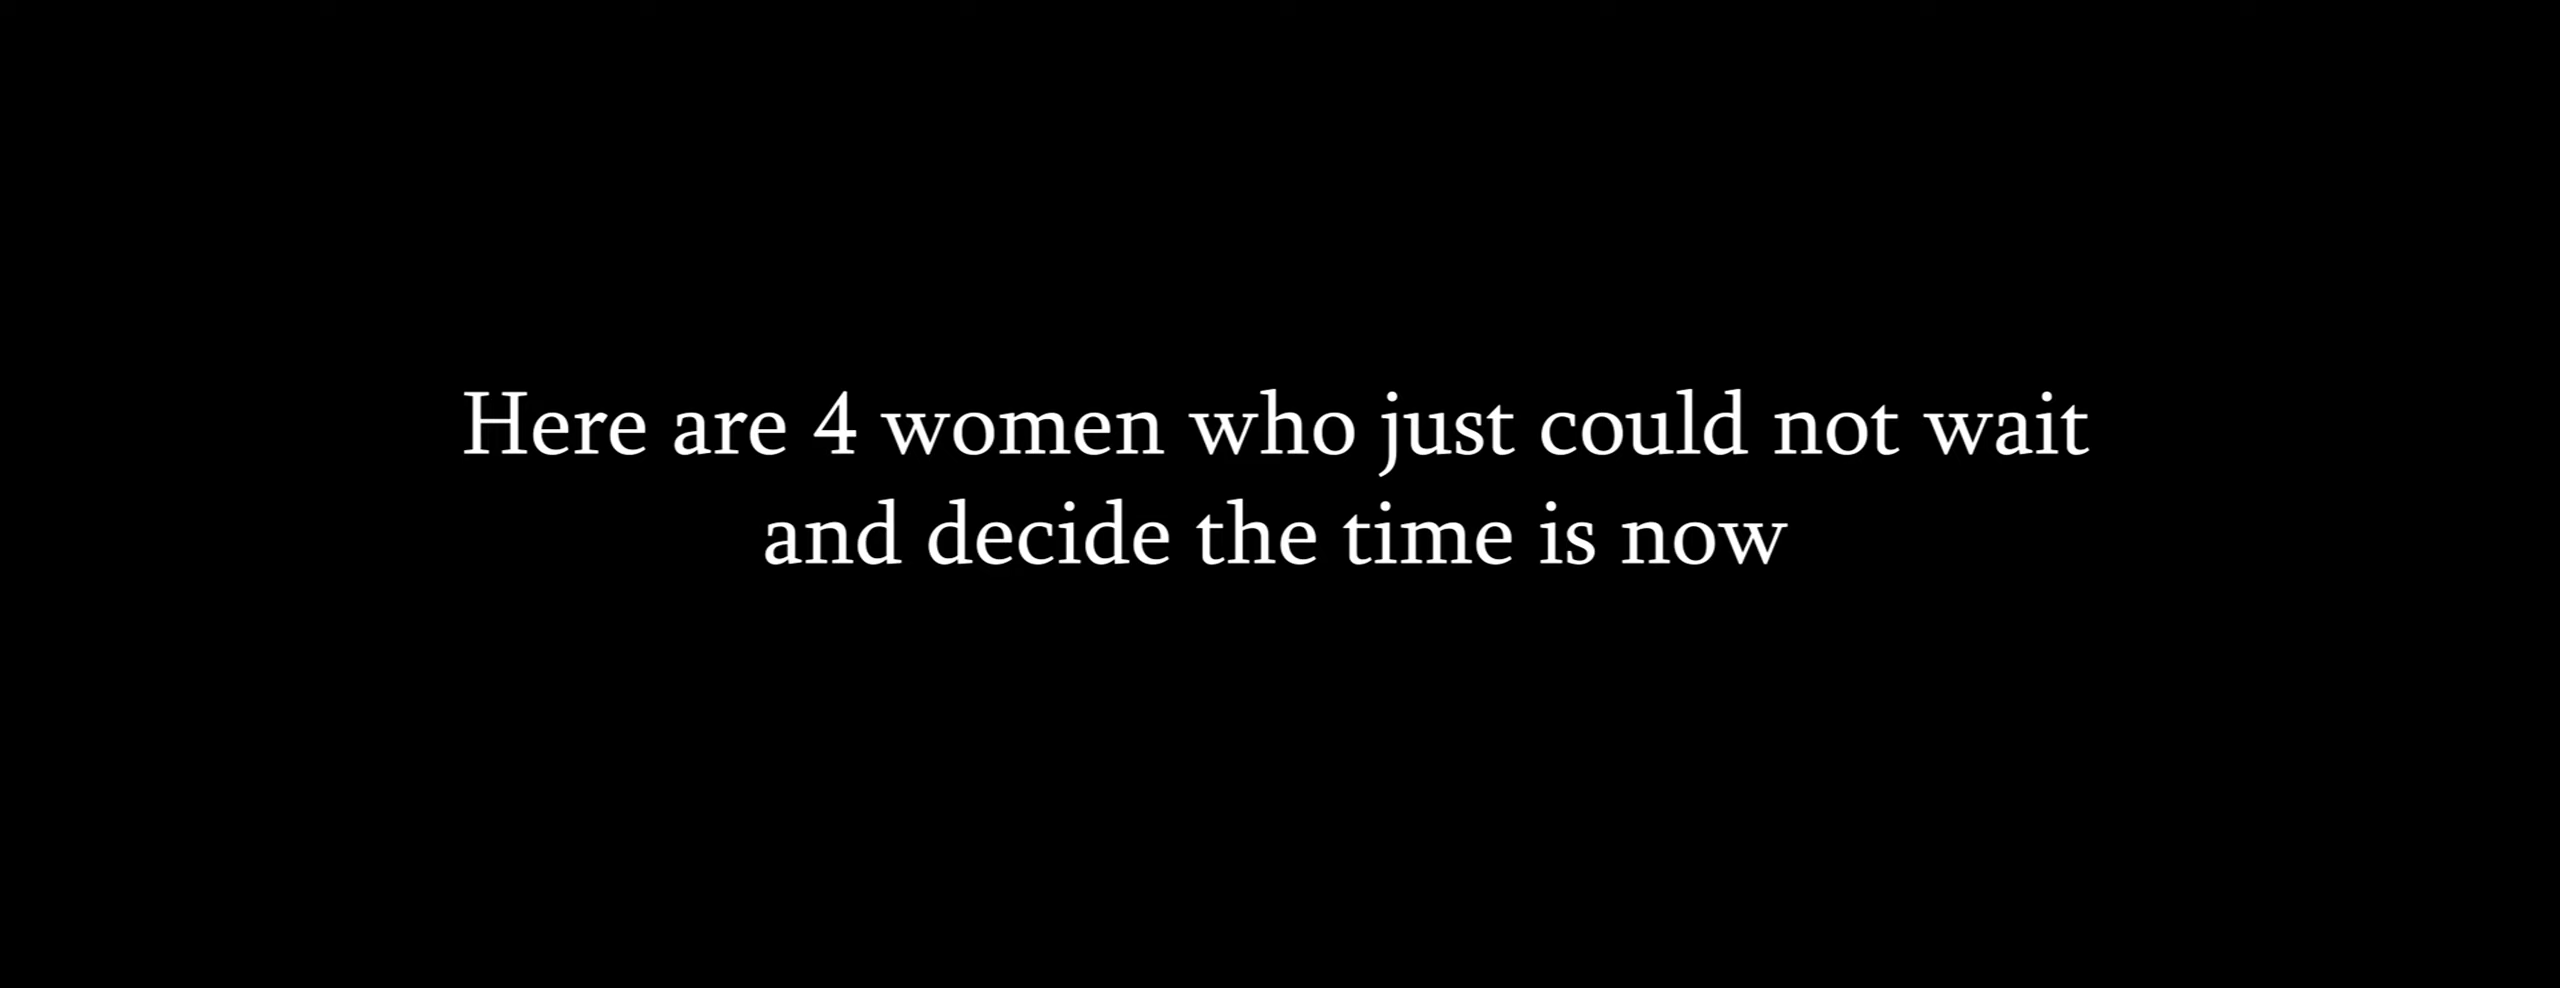 Here are 4 women who just could not wait
and decide the time is now